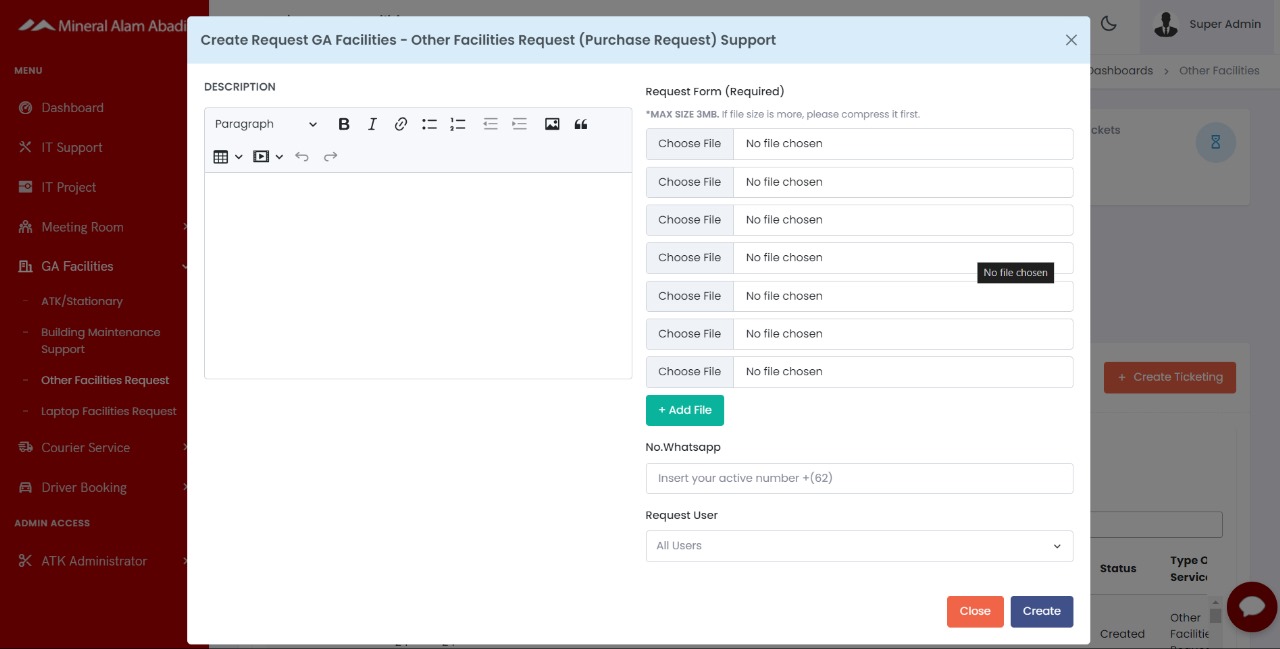 Mineral Alam Abadi
MENU
Dashboard
IT Support
IT Project
Meeting Room
GA Facilities
ATK/Stationary
Building Maintenance
Support
Other Facilities Request
Laptop Facilities Request
Courier Service
Driver Booking
ADMIN ACCESS
ATK Administrator
Create Request GA Facilities - Other Facilities Request (Purchase Request) Support
DESCRIPTION
Paragraph
Request Form (Required)
*MAX SIZE 3MB. If file size is more, please compress it first.
Choose File No file chosen
Choose File No file chosen
Choose File No file chosen
Choose File No file chosen
No file chosen
Choose File No file chosen
Choose File No file chosen
Choose File No file chosen
+ Add File
No.Whatsapp
Insert your active number +(62)
Request User
All Users
Close Create
Super Admin
Dashboards > Other Facilities
ckets
+ Create Ticketing
Status Type O
Service
Created Other
Facilitie